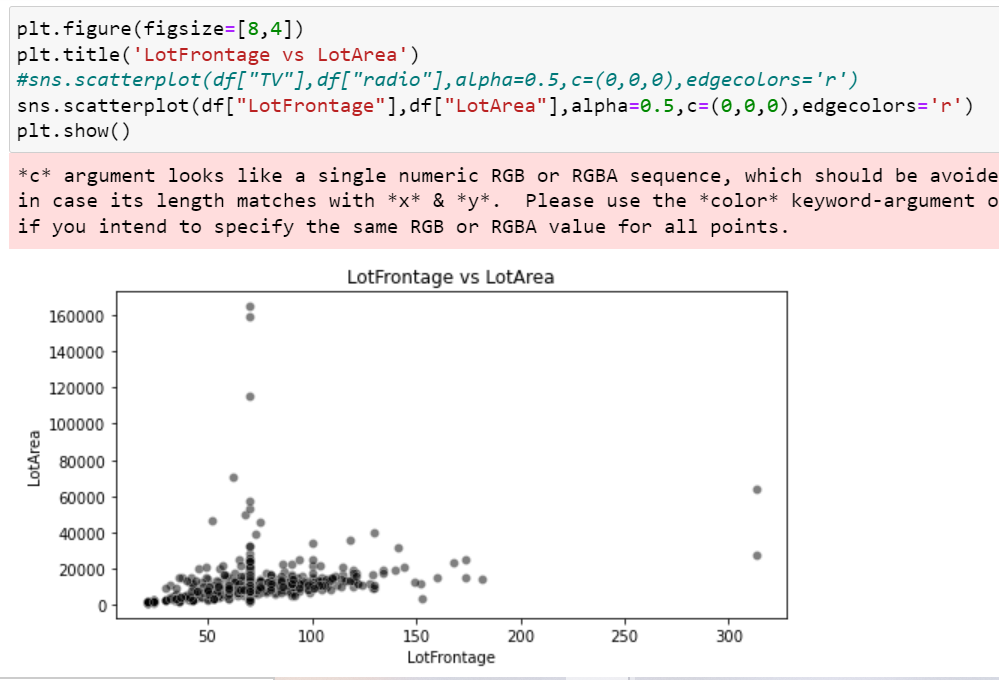 plt.figure(figsize=[8,4])
plt.title('LotFrontage vs LotArea')
#sns.scatterplot(df["TV"],df["radio"],alpha=0.5,c=(0,0,0),edgecolors='r')
sns.scatterplot(df["LotFrontage"],df["LotArea"],alpha=0.5,c=(0,0,0),edgecolors='r')
plt.show()
*c* argument looks like a single numeric RGB or RGBA sequence, which should be avoide
in case its length matches with *x* & *y*.  Please use the *color* keyword-argument o
if you intend to specify the same RGB or RGBA value for all points.
LotFrontage vs LotArea
160000
140000
120000
100000
80000
60000
40000
20000
0
LotArea
50 100 150 200 250 300
LotFrontage